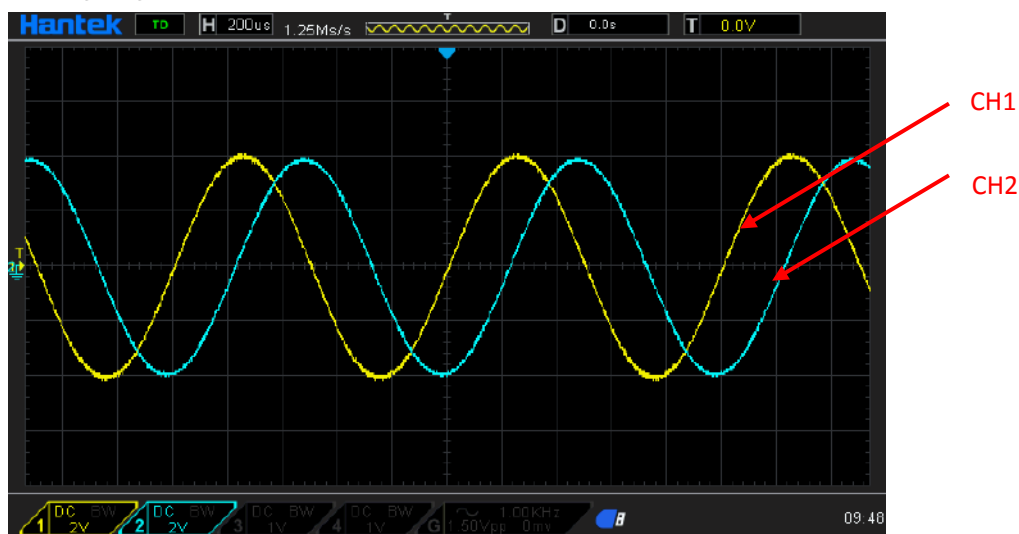 Hantek TD H 200us 1.25Ms/s T D 0.0s T 0.0V
CH1
CH2
T
1 DC BW 2V 2 DC BW 2V 3 DC BW 1V 4 DC BW 1V G 1.00KHz 1.50Vpp 0mv 09:48